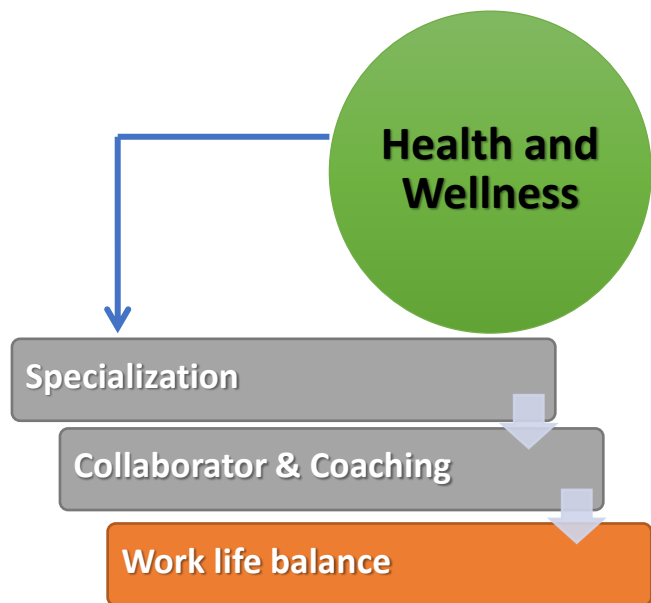 Health and
Wellness
Specialization
Collaborator & Coaching
Work life balance